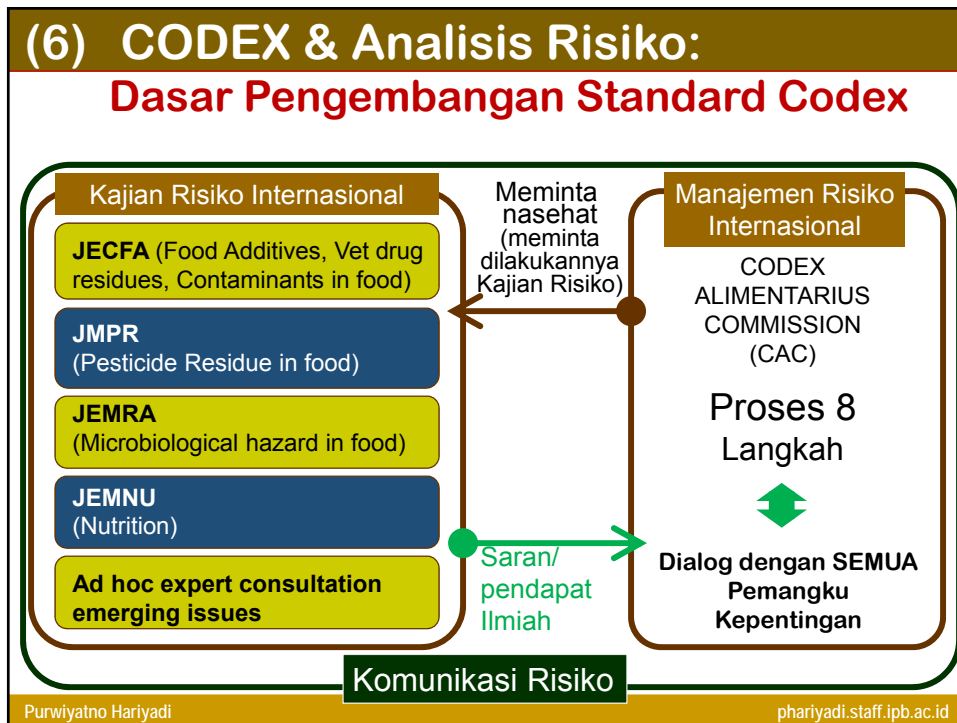 (6) CODEX & Analisis Risiko:
Dasar Pengembangan Standard Codex
Kajian Risiko Internasional
JECFA (Food Additives, Vet drug
residues, Contaminants in food)
JMPR
(Pesticide Residue in food)
JEMRA
(Microbiological hazard in food)
JEMNU
(Nutrition)
Ad hoc expert consultation
emerging issues
Meminta
nasehat
(meminta
dilakukannya
Kajian Risiko)
Saran/
pendapat
Ilmiah
Manajemen Risiko
Internasional
CODEX
ALIMENTARIUS
COMMISSION
(CAC)
Proses 8
Langkah
Dialog dengan SEMUA
Pemangku
Kepentingan
Komunikasi Risiko
Purwiyatno Hariyadi
phariyadi.staff.ipb.ac.id